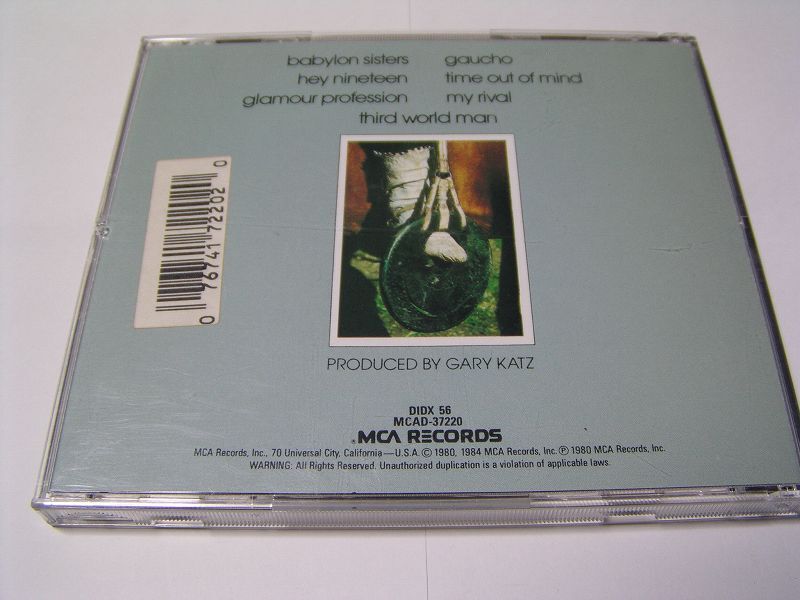 babylon sisters gaucho
hey nineteen time out of mind
glamour profession my rival
third world man
0 76741 72202 0
PRODUCED BY GARY KATZ
DIDX 56
MCAD-37220
MCA RECORDS
MCA Records, Inc., 70 Universal City, California—U.S.A. © 1980, 1984 MCA Records, Inc. ℗ 1980 MCA Records, Inc.
WARNING: All Rights Reserved. Unauthorized duplication is a violation of applicable laws.